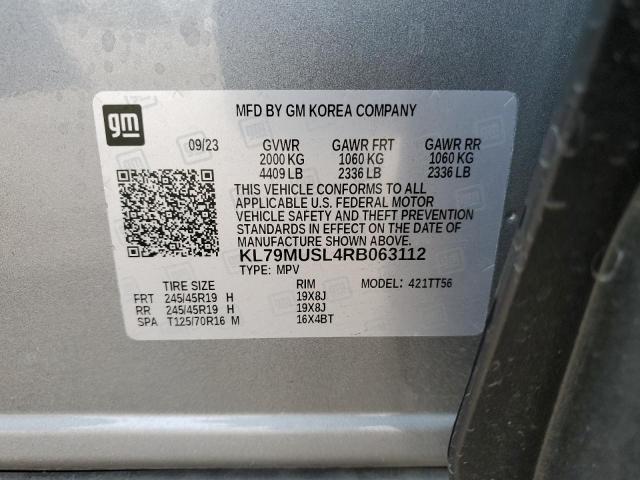 gm
MFD BY GM KOREA COMPANY
09/23 GVWR GAWR FRT GAWR RR
2000 KG 1060 KG 1060 KG
4409 LB 2336 LB 2336 LB
THIS VEHICLE CONFORMS TO ALL
APPLICABLE U.S. FEDERAL MOTOR
VEHICLE SAFETY AND THEFT PREVENTION
STANDARDS IN EFFECT ON THE DATE OF
MANUFACTURE SHOWN ABOVE.
KL79MUSL4RB063112
TYPE: MPV
TIRE SIZE RIM MODEL: 421TT56
FRT 245/45R19 H 19X8J
RR 245/45R19 H 19X8J
SPA T125/70R16 M 16X4BT